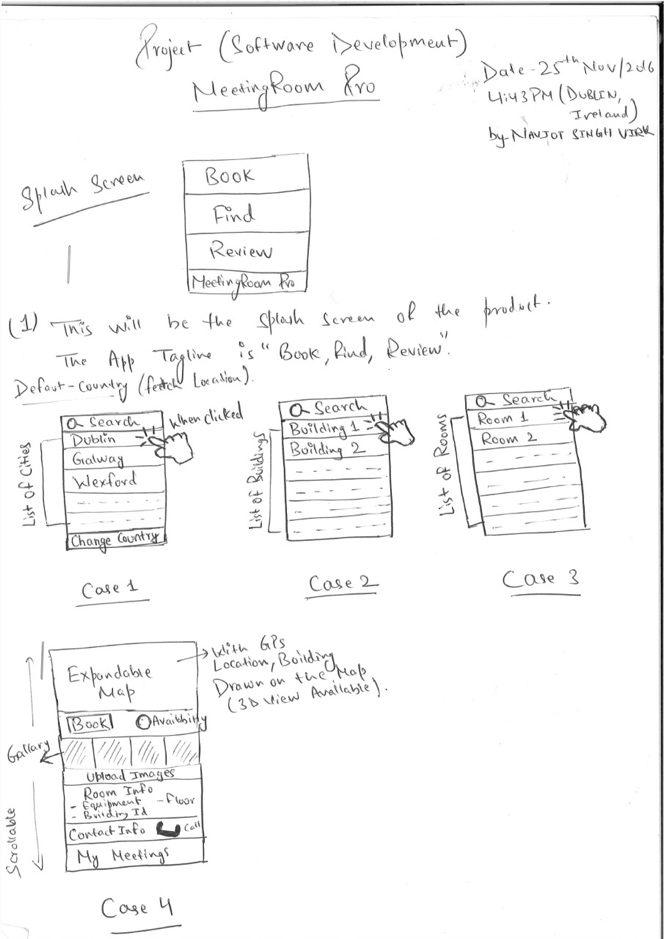 Project (Software Development)
MeetingRoom Pro
Date-25th Nov/2016
4:43PM (DUBLIN,
Ireland)
by-NAVJOT SINGH VIRK
Splash Screen
Book
Find
Review
MeetingRoom Pro
(1) This will be the splash screen of the product.
The App Tagline is "Book, Find, Review".
Defaut-Country (fetch Location).
Search
Dublin
Galway
Wexford
Change Country
List of Cities
When clicked
Case 1
Search
Building 1
Building 2
List of Buildings
Case 2
Search
Room 1
Room 2
List of Rooms
Case 3
Expandable
Map
With GPS
Location, Building
Drawn on the Map
(3D View Available).
Book Availability
Gallary
Upload Images
Room Info
- Equipment - Floor
- Building Id
Contact Info Call
My Meetings
Scrollable
Case 4